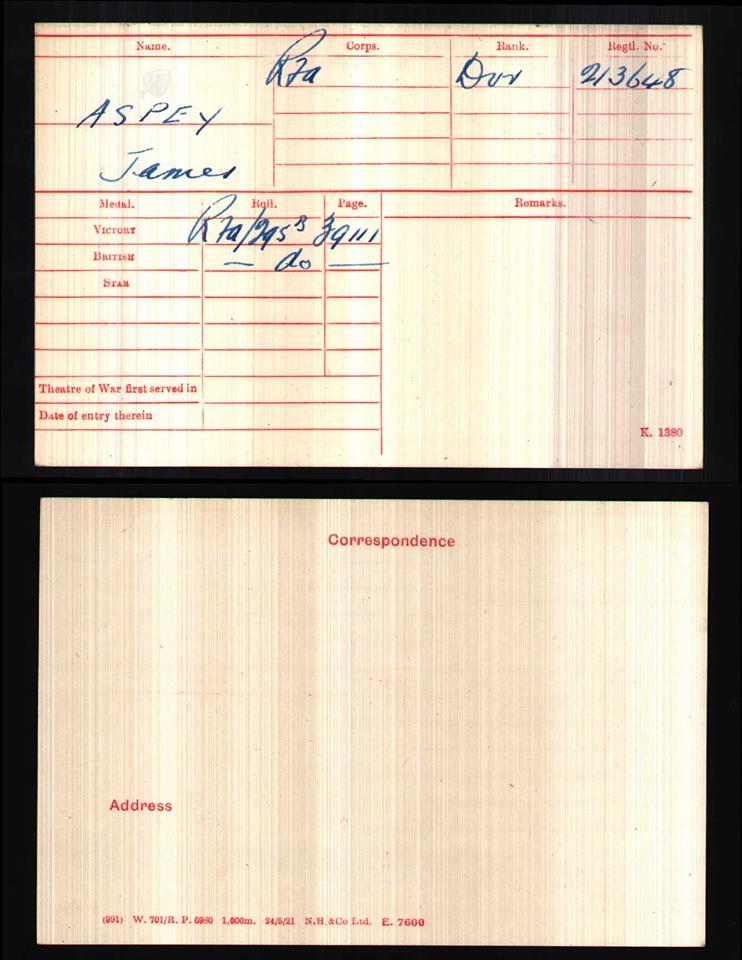 Name. Corps. Rank. Regtl. No.
RFA Dvr 213648
ASPEY
James
Medal. Roll. Page. Remarks.
VICTORY RFA/295B 39111
BRITISH — do —
STAR
Theatre of War first served in
Date of entry therein
K. 1380
Correspondence
Address
(991) W. 701/R. P. 6980 1,000m. 24/5/21 N.H.&Co Ltd. E. 7600